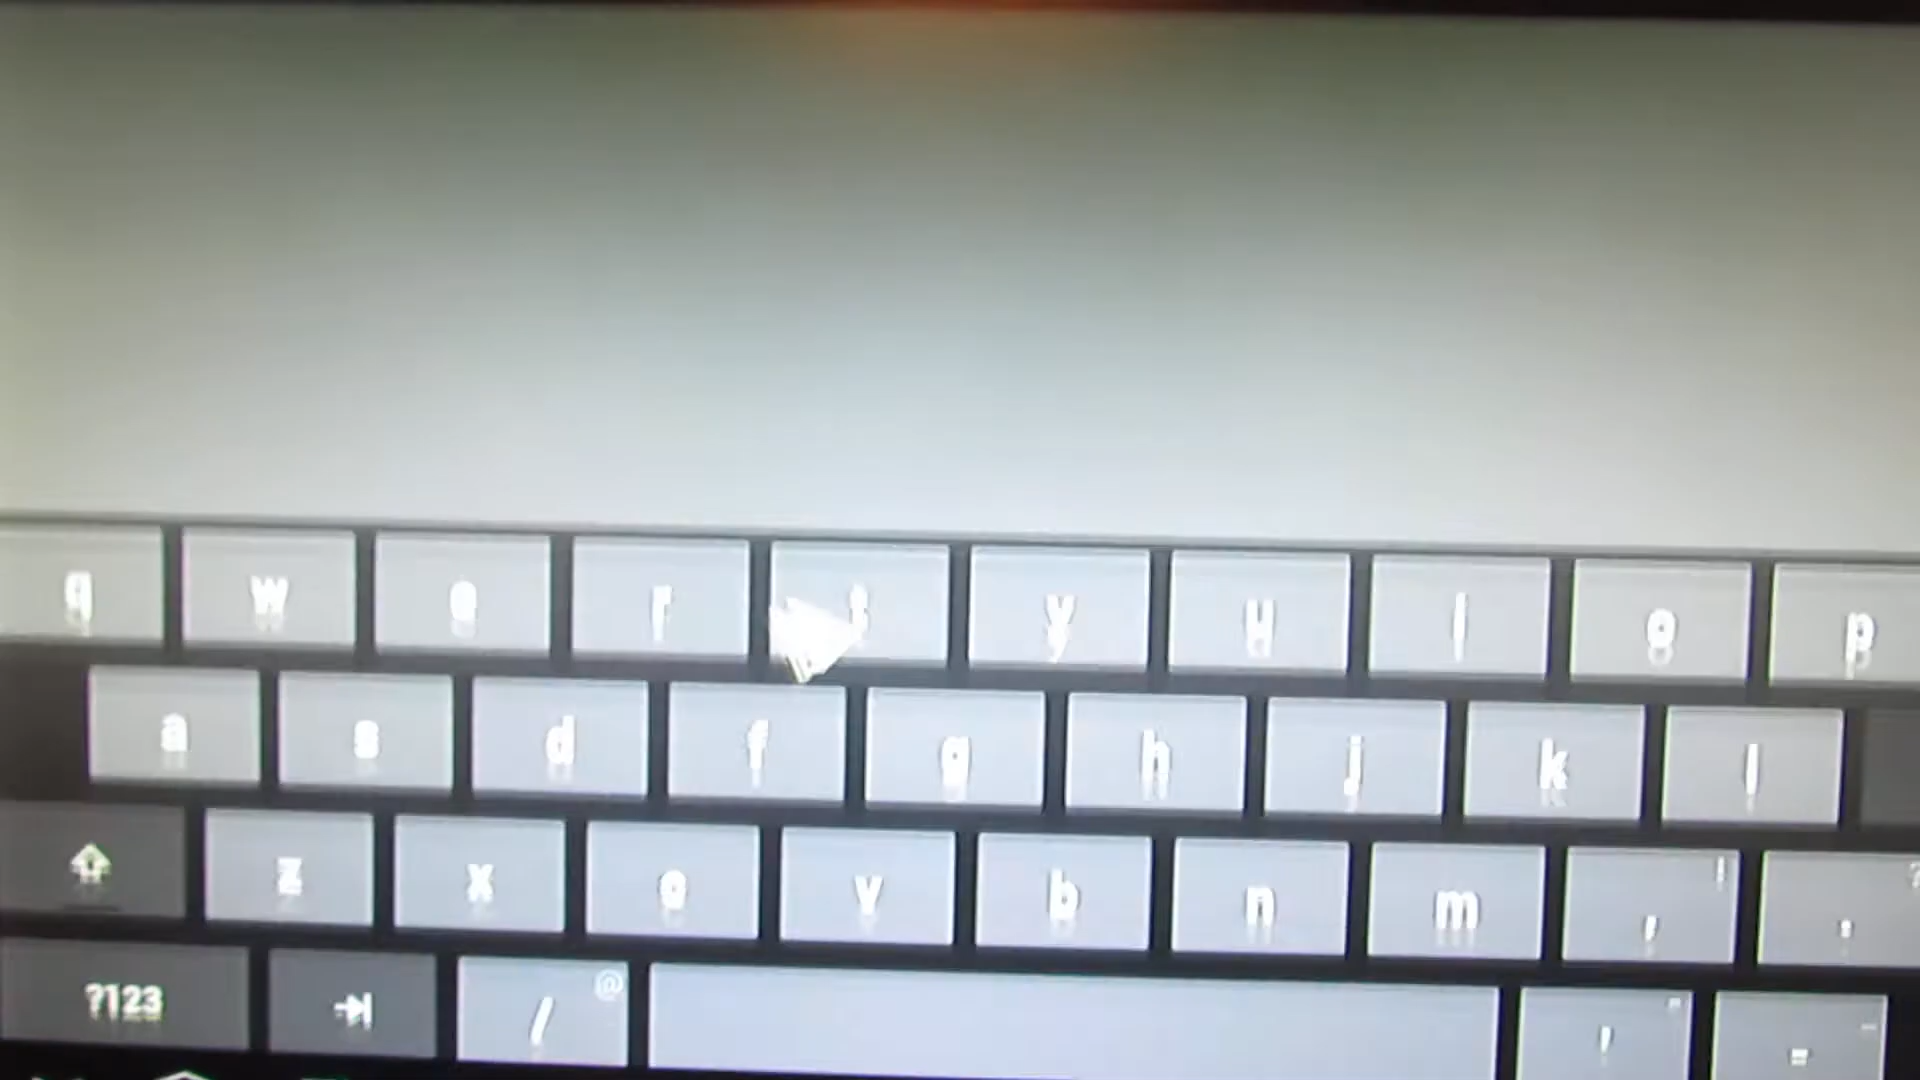 q w e r t y u i o p
a s d f g h j k l
z x c v b n m , ! . ?
?123 / @ ' " - _